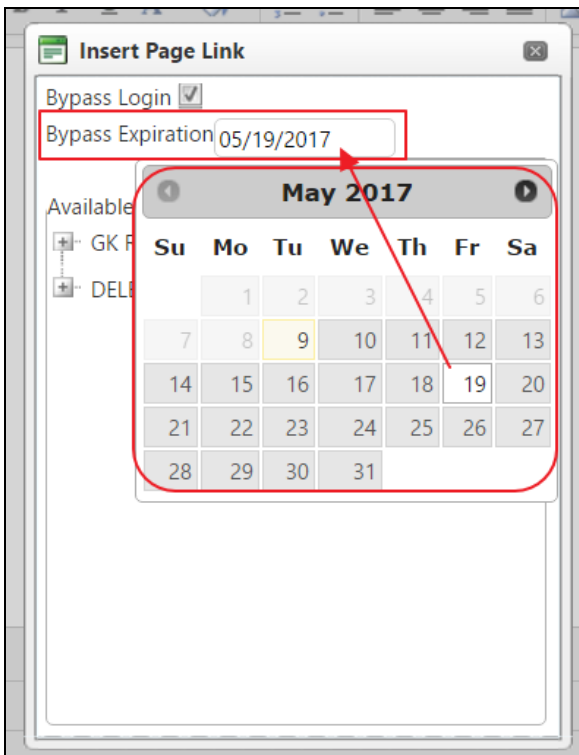 Insert Page Link
Bypass Login
Bypass Expiration 05/19/2017
May 2017
Available
Su Mo Tu We Th Fr Sa
GK
1 2 3 4 5 6
7 8 9 10 11 12 13
14 15 16 17 18 19 20
21 22 23 24 25 26 27
28 29 30 31